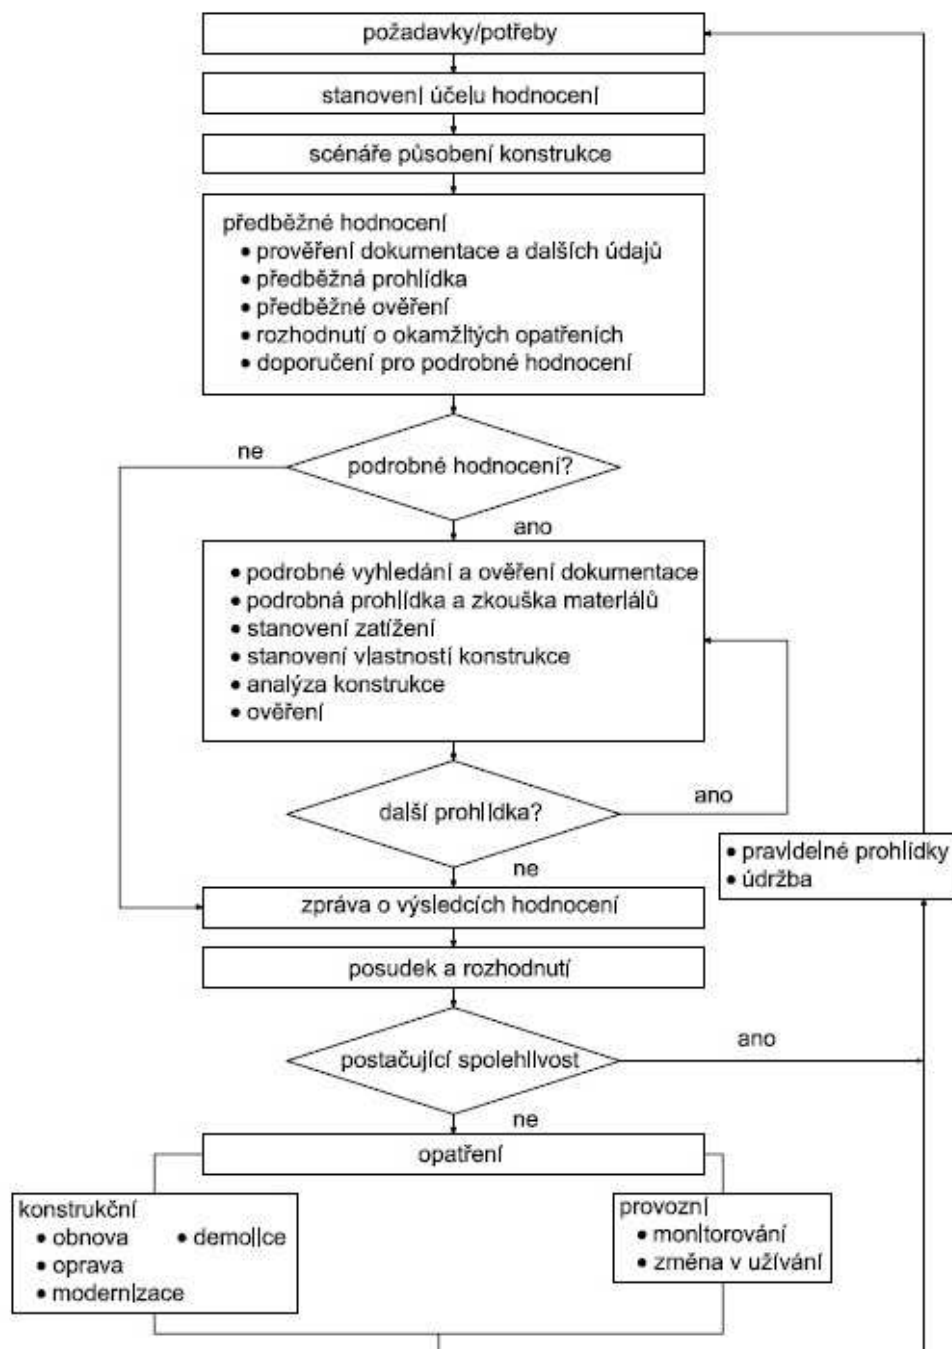 požadavky/potřeby
stanovení účelu hodnocení
scénáře působení konstrukce
předběžné hodnocení
• prověření dokumentace a dalších údajů
• předběžná prohlídka
• předběžné ověření
• rozhodnutí o okamžitých opatřeních
• doporučení pro podrobné hodnocení
ne
podrobné hodnocení?
ano
• podrobné vyhledání a ověření dokumentace
• podrobná prohlídka a zkouška materiálů
• stanovení zatížení
• stanovení vlastností konstrukce
• analýza konstrukce
• ověření
další prohlídka?
ano
ne
• pravidelné prohlídky
• údržba
zpráva o výsledcích hodnocení
posudek a rozhodnutí
postačující spolehlivost
ano
ne
opatření
konstrukční
• obnova
• demolice
• oprava
• modernizace
provozní
• monitorování
• změna v užívání